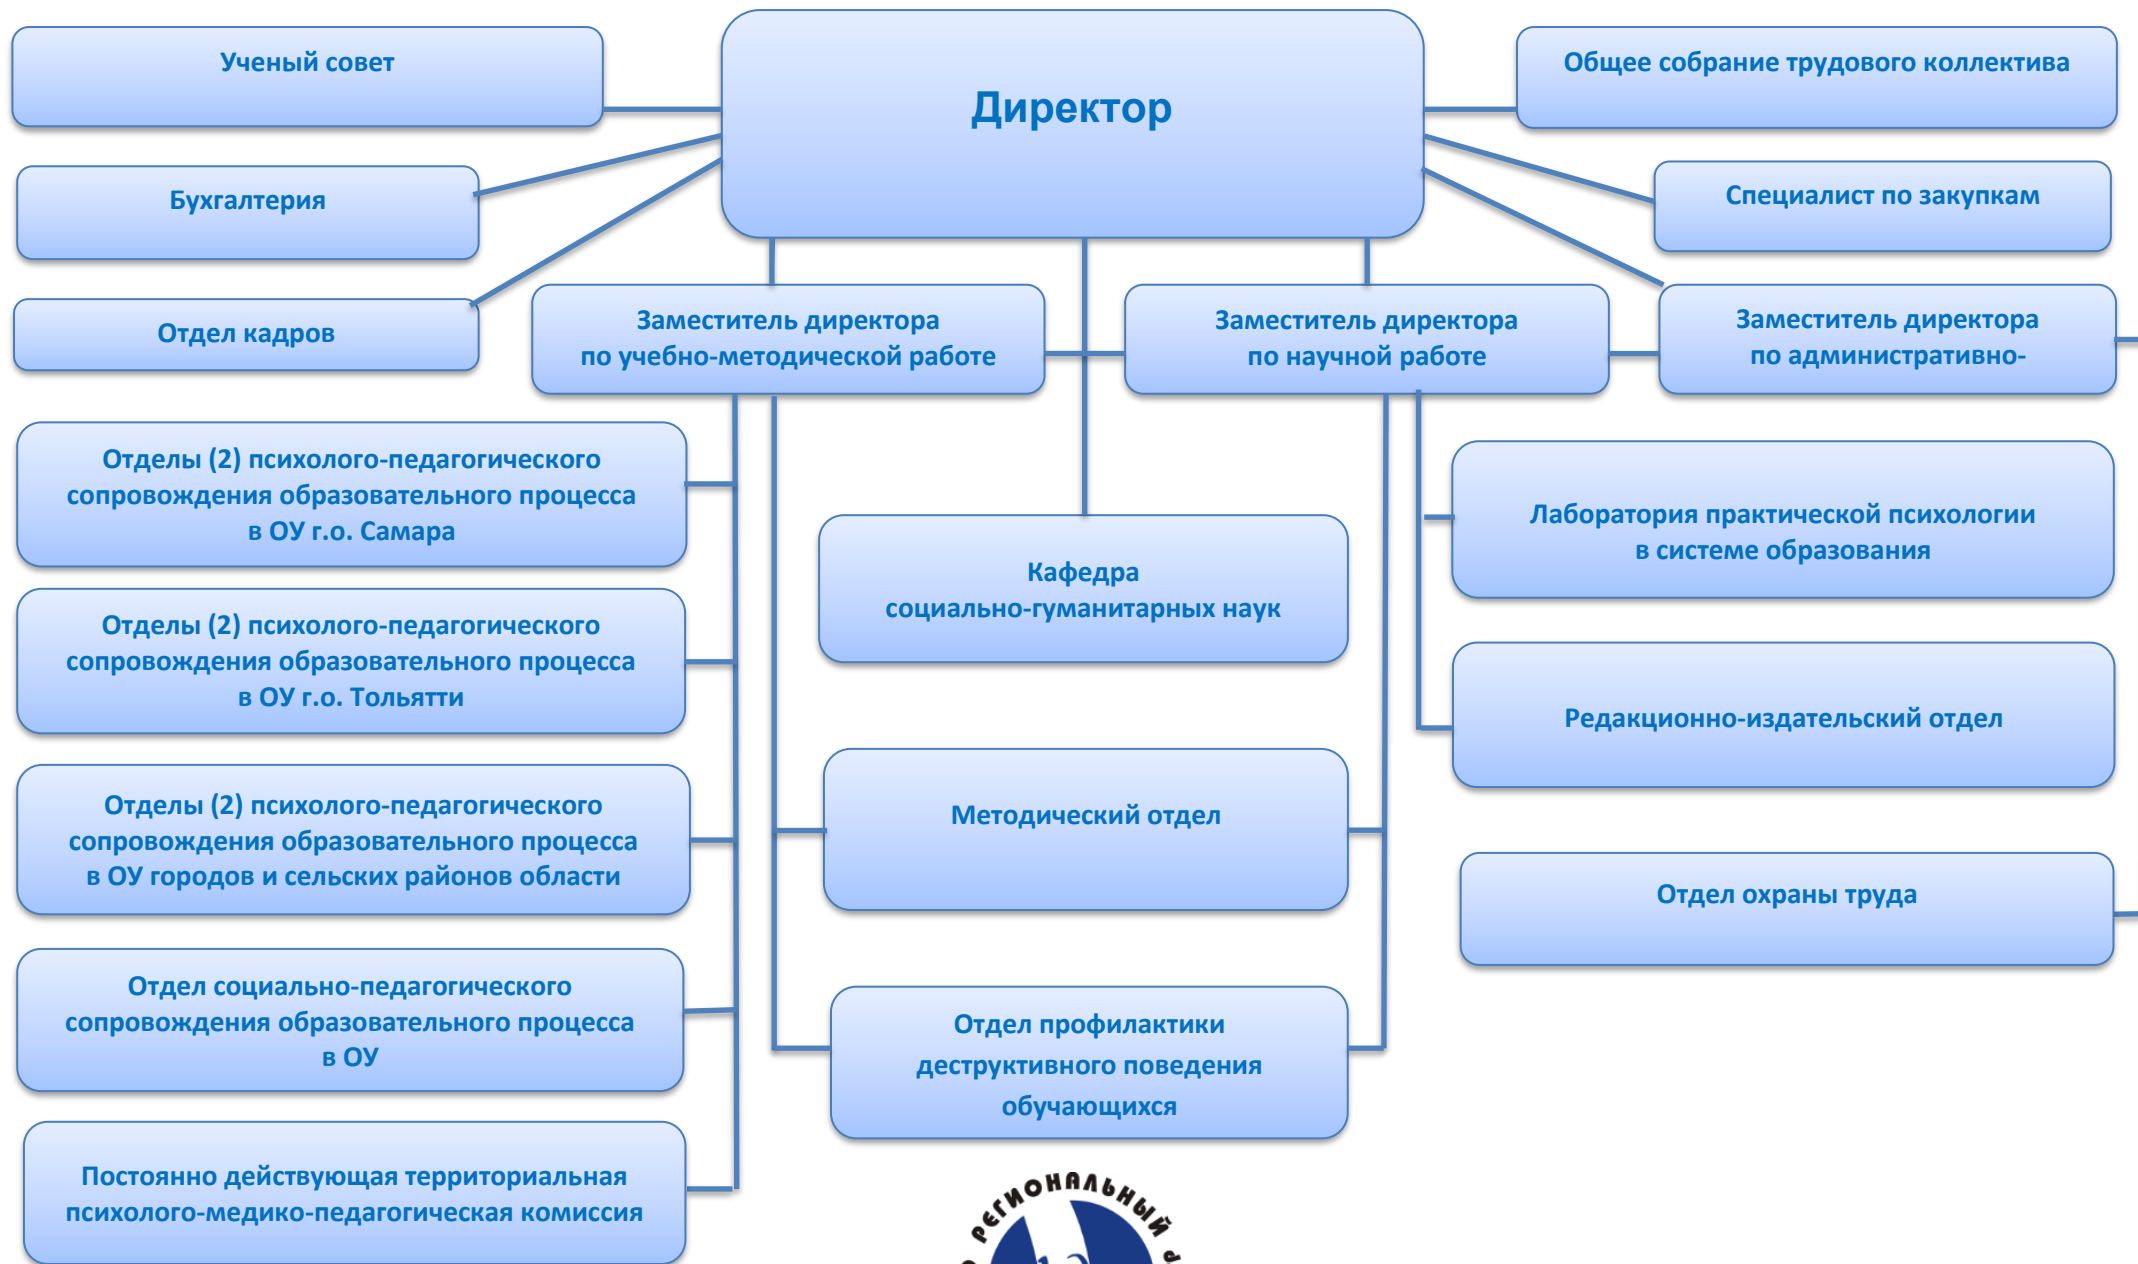 Ученый совет
Директор
Общее собрание трудового коллектива
Бухгалтерия
Специалист по закупкам
Отдел кадров
Заместитель директора
по учебно-методической работе
Заместитель директора
по научной работе
Заместитель директора
по административно-
Отделы (2) психолого-педагогического
сопровождения образовательного процесса
в ОУ г.о. Самара
Отделы (2) психолого-педагогического
сопровождения образовательного процесса
в ОУ г.о. Тольятти
Отделы (2) психолого-педагогического
сопровождения образовательного процесса
в ОУ городов и сельских районов области
Отдел социально-педагогического
сопровождения образовательного процесса
в ОУ
Постоянно действующая территориальная
психолого-медико-педагогическая комиссия
Кафедра
социально-гуманитарных наук
Методический отдел
Отдел профилактики
деструктивного поведения
обучающихся
Лаборатория практической психологии
в системе образования
Редакционно-издательский отдел
Отдел охраны труда
РЕГИОНАЛЬНЫЙ